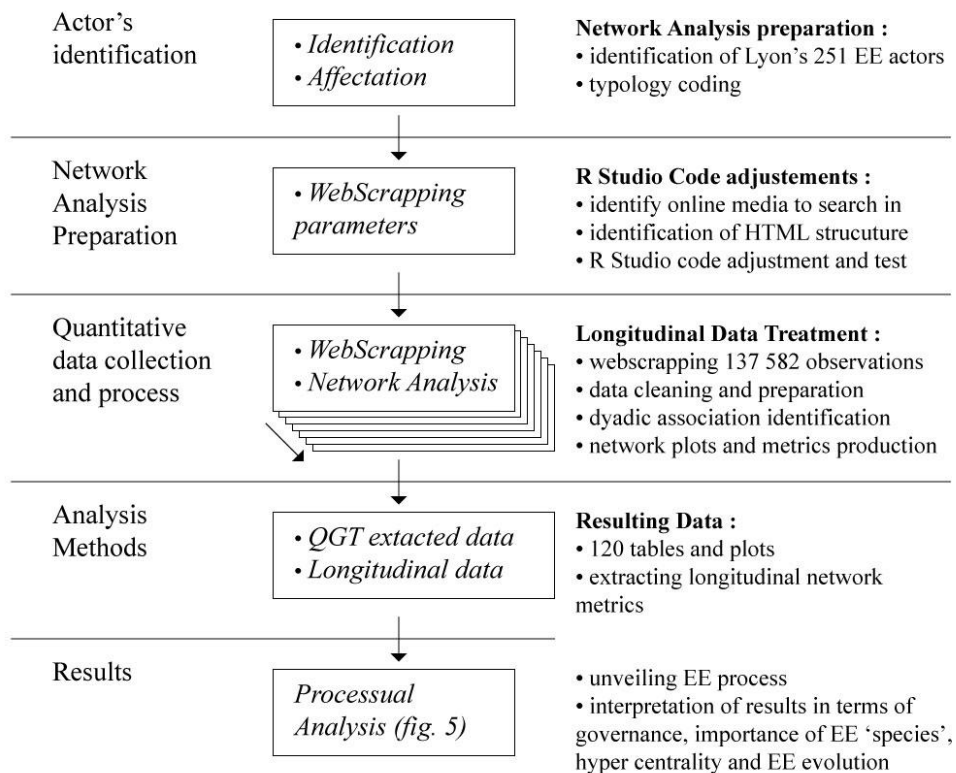 Actor's
identification
• Identification
• Affectation
Network Analysis preparation :
• identification of Lyon's 251 EE actors
• typology coding
Network
Analysis
Preparation
• WebScrapping
parameters
R Studio Code adjustements :
• identify online media to search in
• identification of HTML strucuture
• R Studio code adjustment and test
Quantitative
data collection
and process
• WebScrapping
• Network Analysis
Longitudinal Data Treatment :
• webscrapping 137 582 observations
• data cleaning and preparation
• dyadic association identification
• network plots and metrics production
Analysis
Methods
• QGT extacted data
• Longitudinal data
Resulting Data :
• 120 tables and plots
• extracting longitudinal network
metrics
Results
Processual
Analysis (fig. 5)
• unveiling EE process
• interpretation of results in terms of
governance, importance of EE ‘species’,
hyper centrality and EE evolution